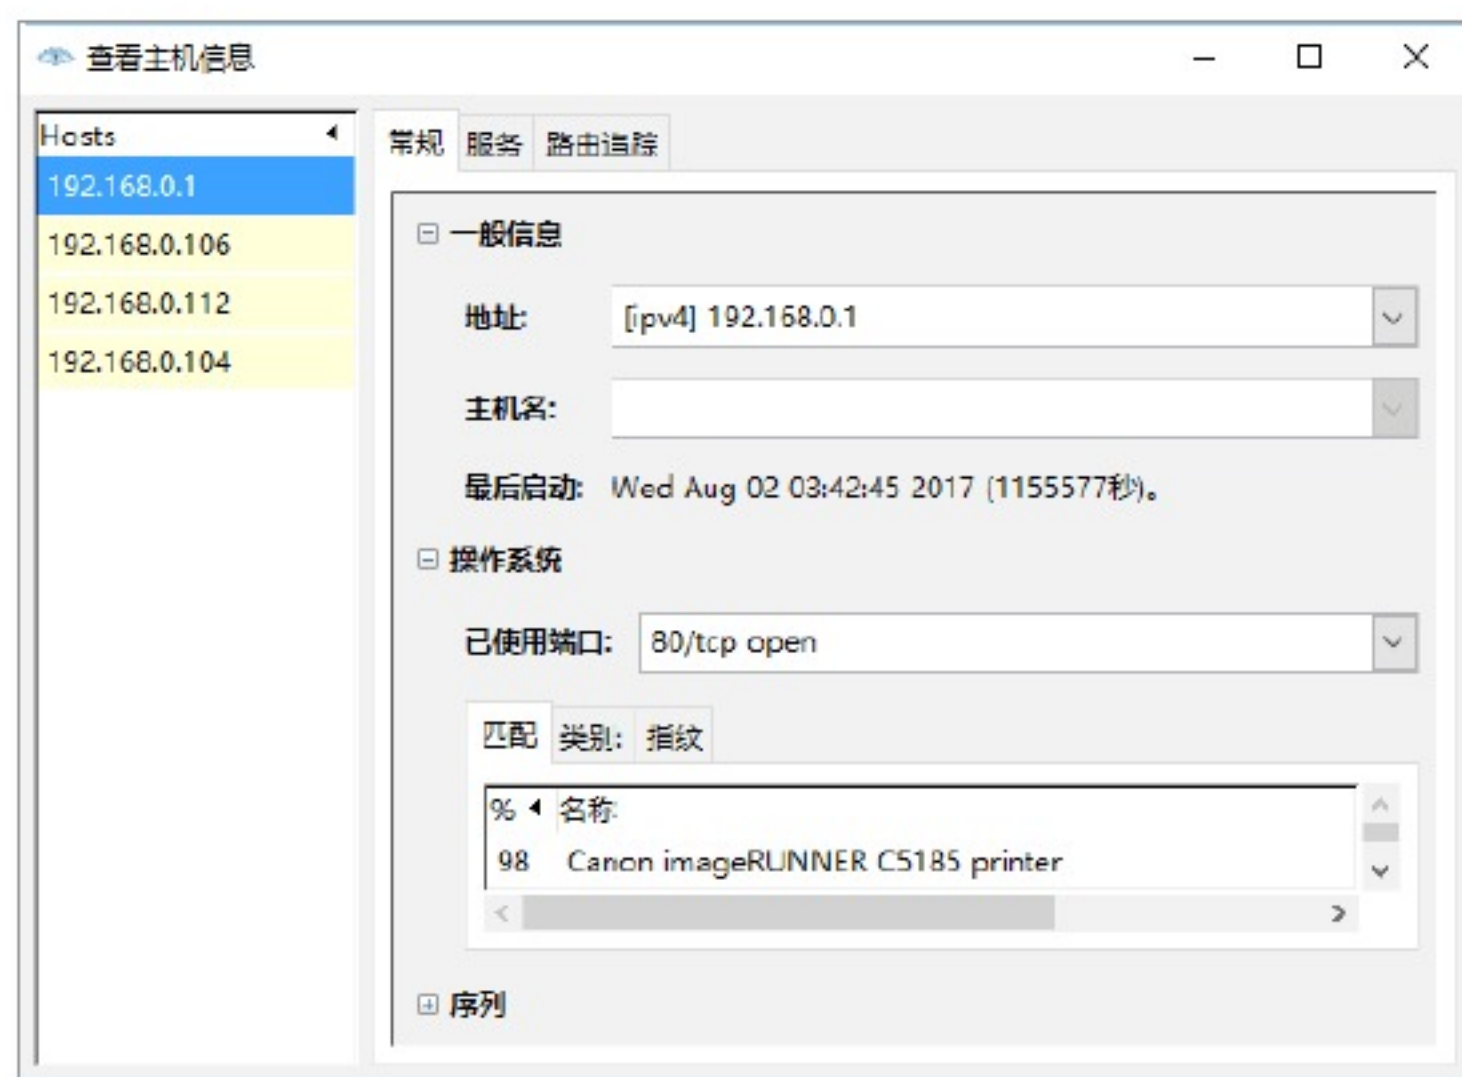 查看主机信息
Hosts
192.168.0.1
192.168.0.106
192.168.0.112
192.168.0.104
常规 服务 路由追踪
一般信息
地址: [ipv4] 192.168.0.1
主机名:
最后启动: Wed Aug 02 03:42:45 2017 (1155577秒)。
操作系统
已使用端口: 80/tcp open
匹配 类别: 指纹
% 名称:
98 Canon imageRUNNER C5185 printer
序列